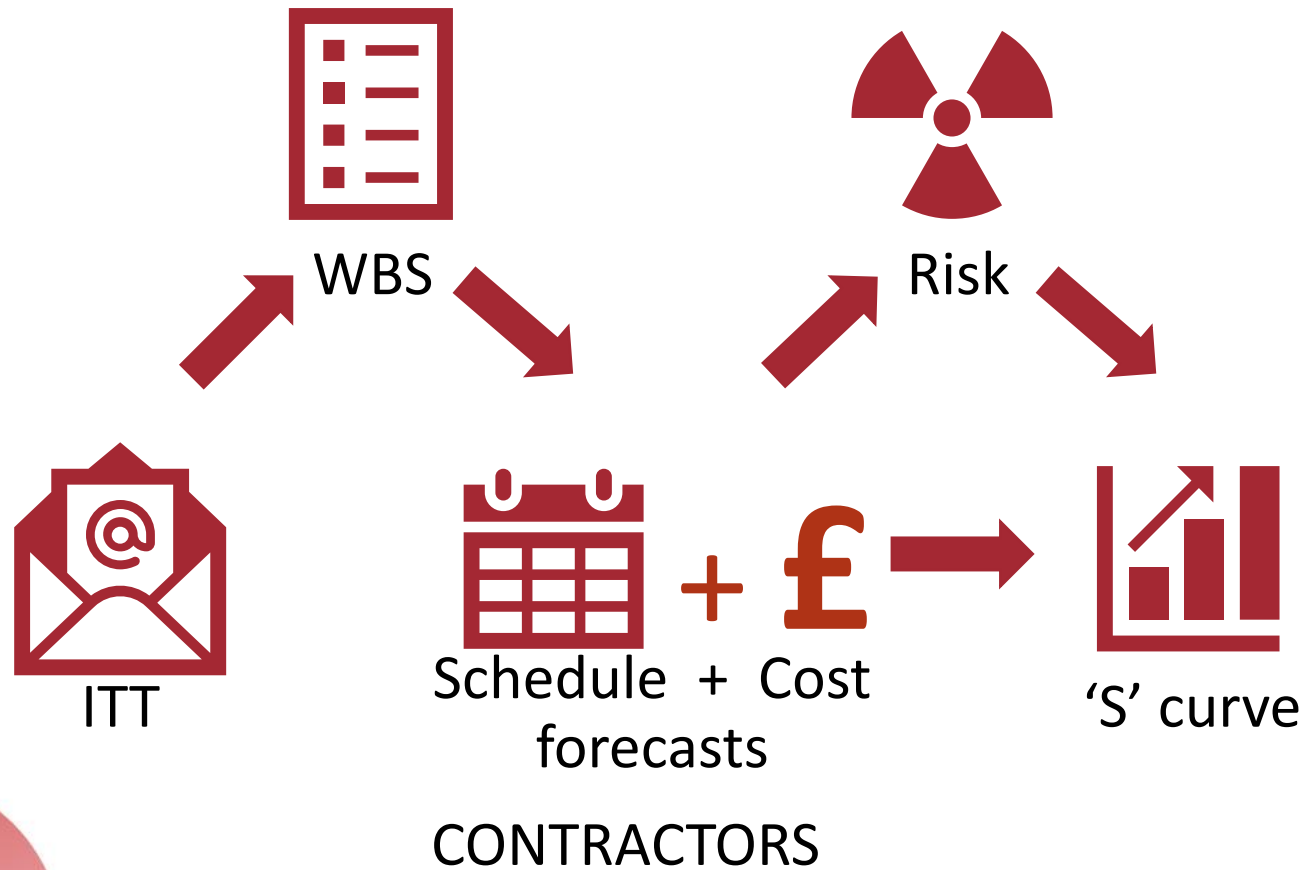 WBS
Risk
@
+ £
ITT
Schedule + Cost
forecasts
‘S’ curve
CONTRACTORS